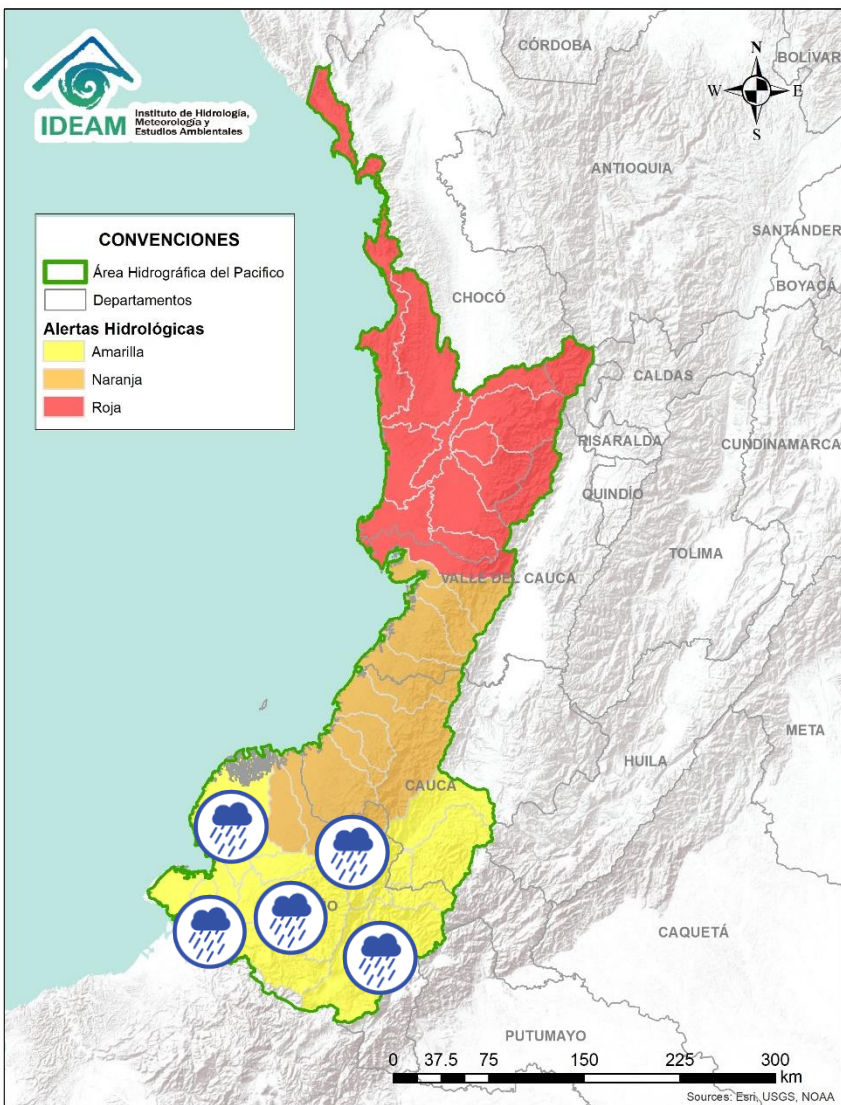 IDEAM
Instituto de Hidrología,
Meteorología y
Estudios Ambientales
CÓRDOBA
BOLÍVAR
N
W
E
S
ANTIOQUIA
SANTÁNDER
BOYACÁ
CONVENCIONES
Área Hidrográfica del Pacifico
Departamentos
Alertas Hidrológicas
Amarilla
Naranja
Roja
CHOCÓ
CALDAS
RISARALDA
CUNDINAMARCA
QUINDÍO
TOLIMA
VALLE DEL CAUCA
META
HUILA
CAUCA
CAQUETÁ
PUTUMAYO
0 37.5 75 150 225 300
km
Sources: Esri, USGS, NOAA